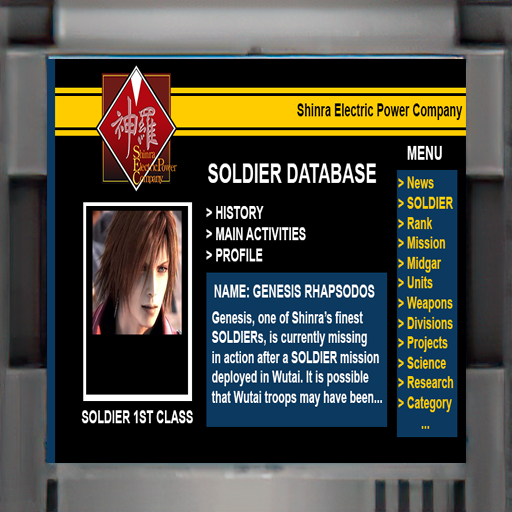 Shinra Electric Power Company
神羅
Shinra
Electric Power
Company
MENU
SOLDIER DATABASE
> HISTORY
> MAIN ACTIVITIES
> PROFILE
NAME: GENESIS RHAPSODOS
Genesis, one of Shinra's finest
SOLDIERs, is currently missing
in action after a SOLDIER mission
deployed in Wutai. It is possible
that Wutai troops may have been...
SOLDIER 1ST CLASS
> News
> SOLDIER
> Rank
> Mission
> Midgar
> Units
> Weapons
> Divisions
> Projects
> Science
> Research
> Category
...